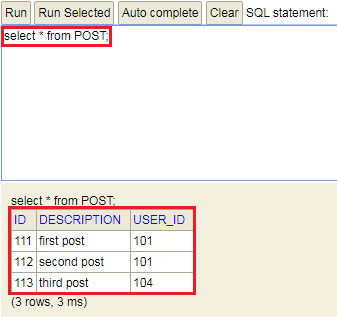 Run Run Selected Auto complete Clear SQL statement:
select * from POST;
select * from POST;
ID DESCRIPTION USER_ID
111 first post 101
112 second post 101
113 third post 104
(3 rows, 3 ms)